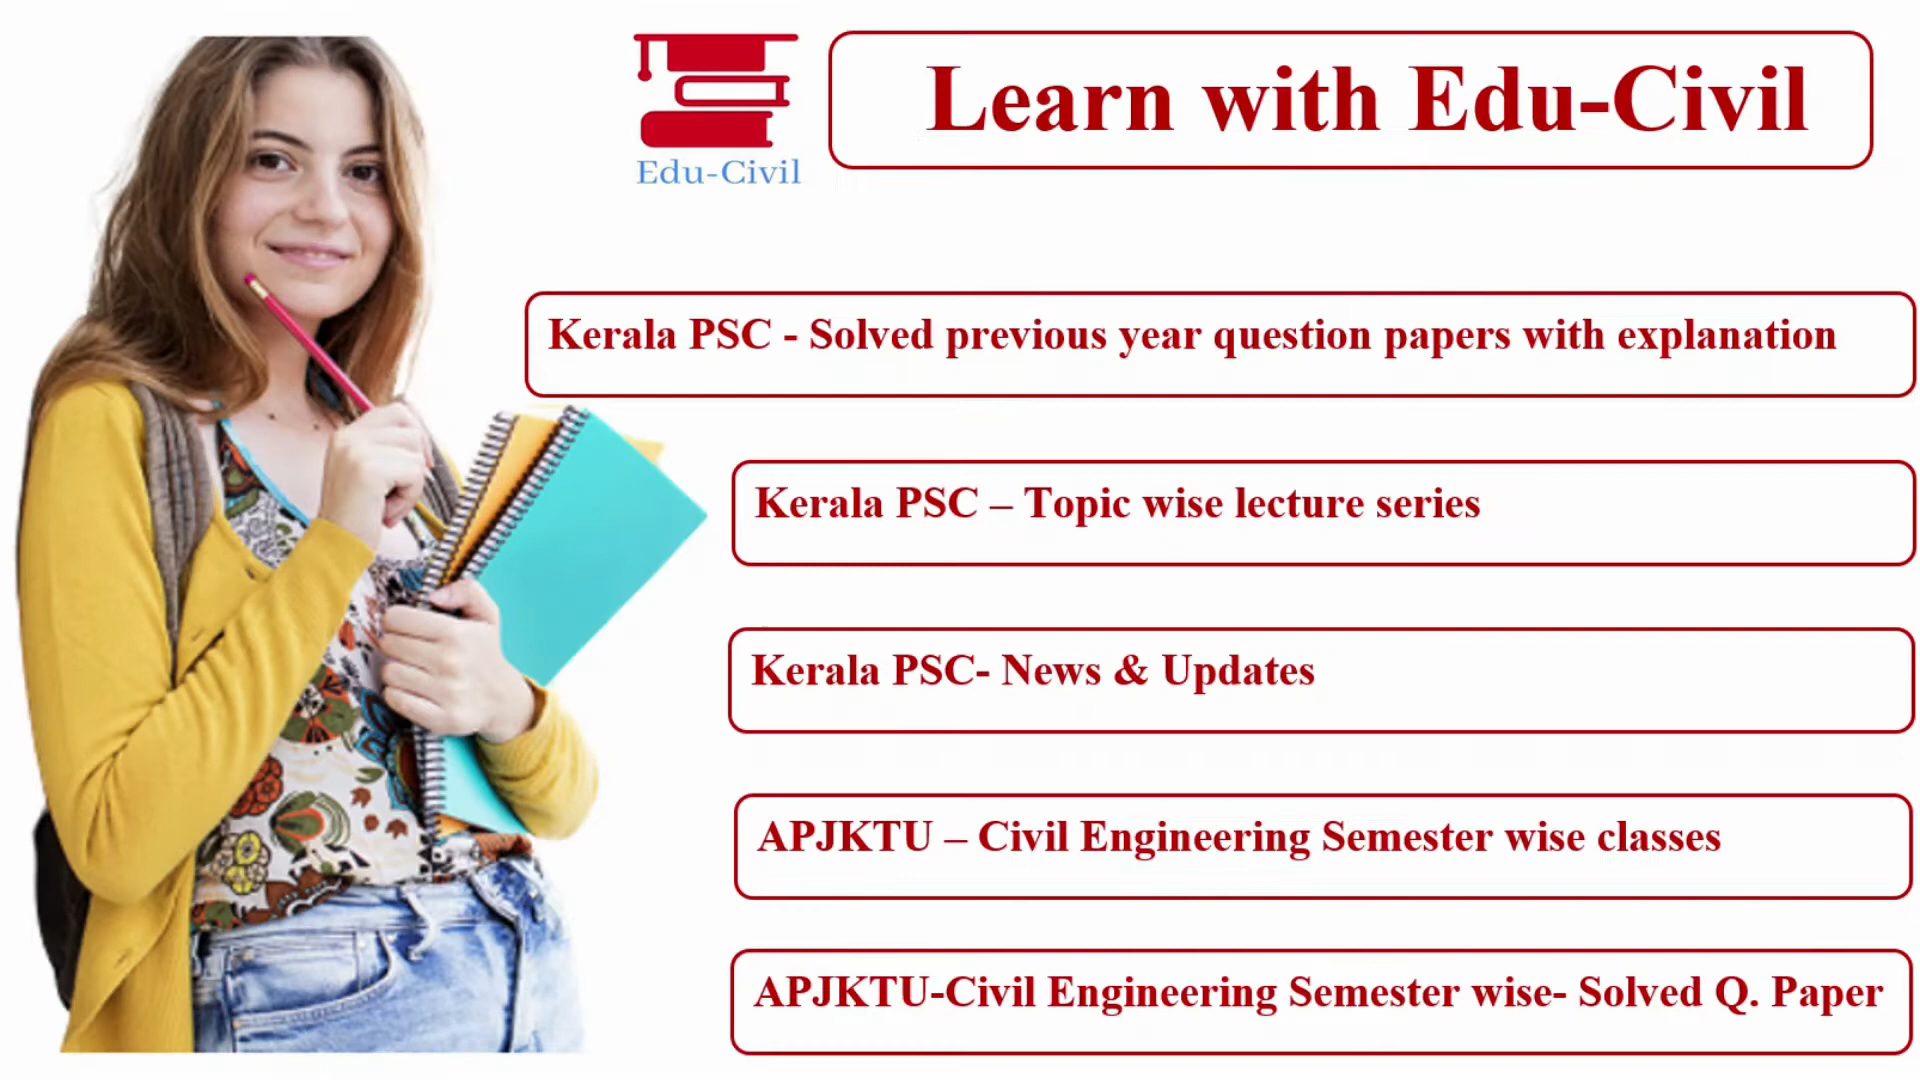 Learn with Edu-Civil
Edu-Civil
Kerala PSC - Solved previous year question papers with explanation
Kerala PSC – Topic wise lecture series
Kerala PSC- News & Updates
APJKTU – Civil Engineering Semester wise classes
APJKTU-Civil Engineering Semester wise- Solved Q. Paper